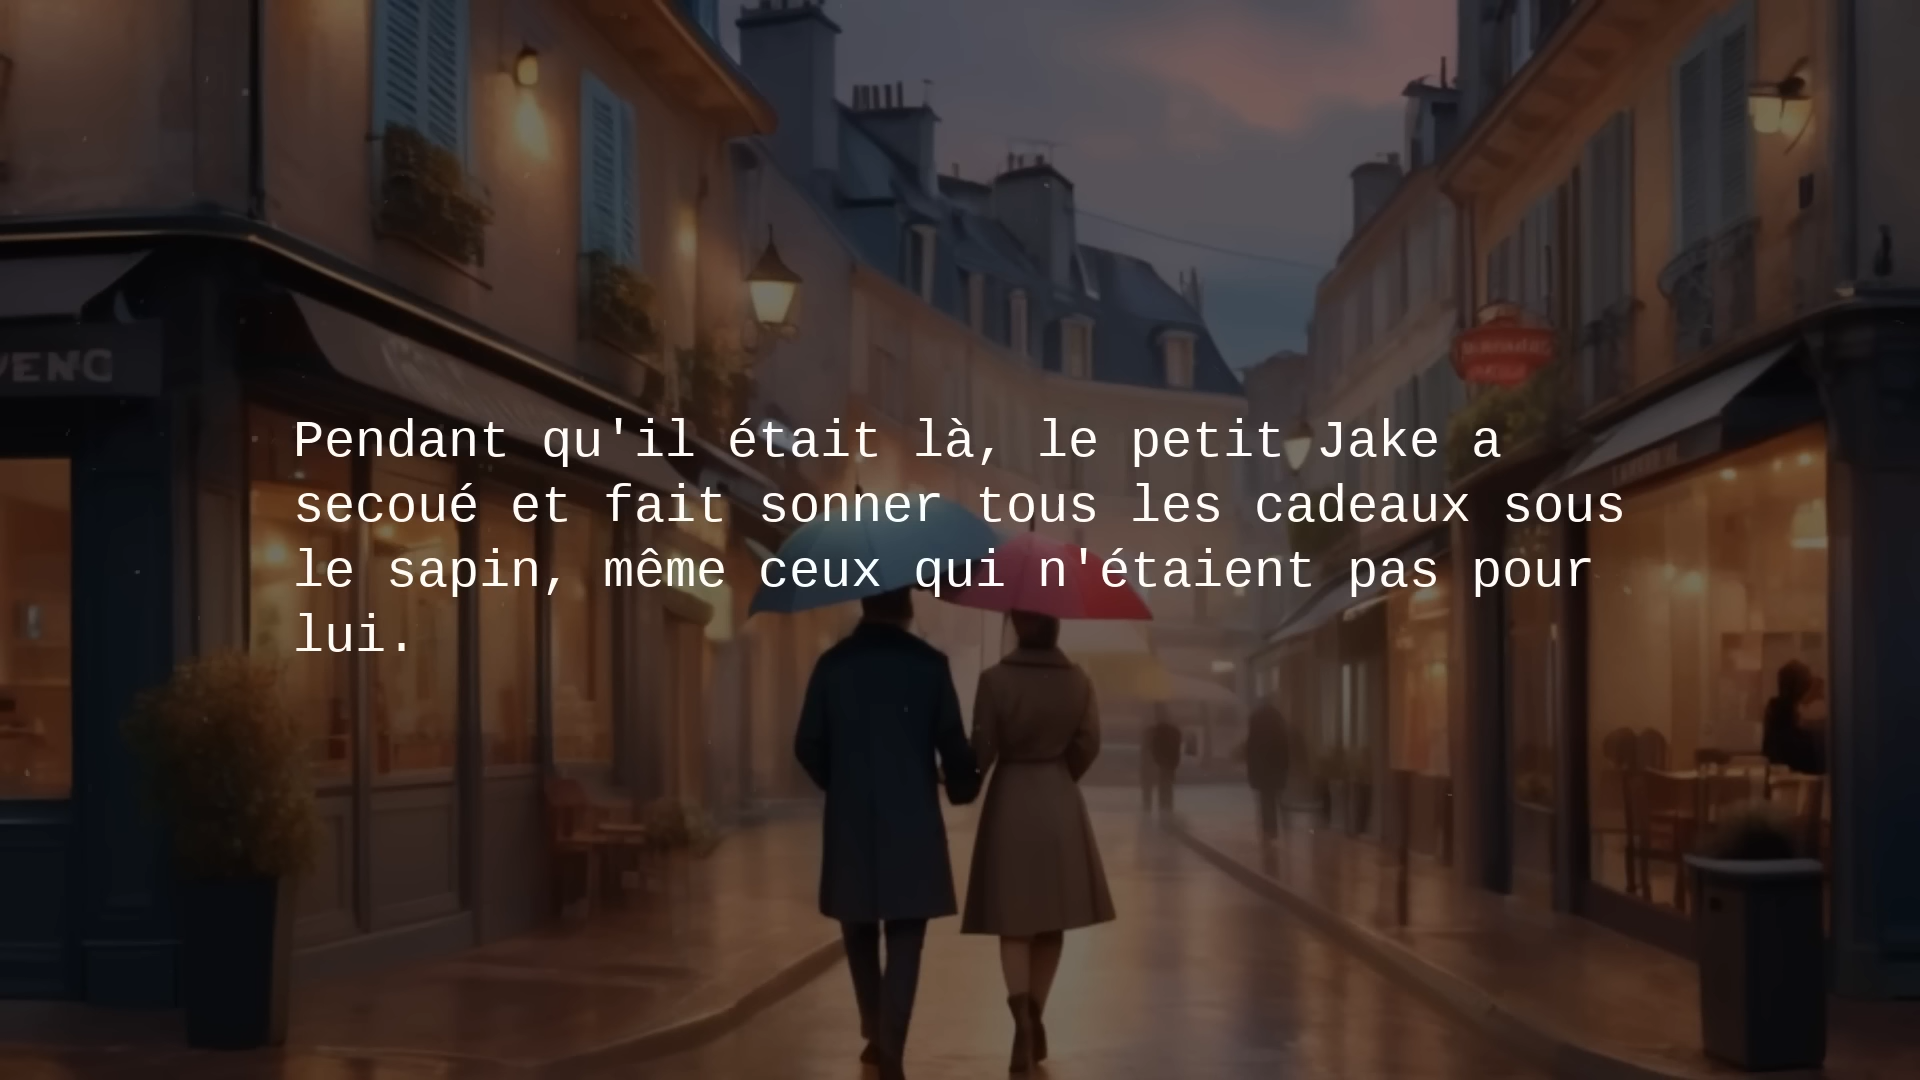 VENC
Pendant qu'il était là, le petit Jake a
secoué et fait sonner tous les cadeaux sous
le sapin, même ceux qui n'étaient pas pour
lui.